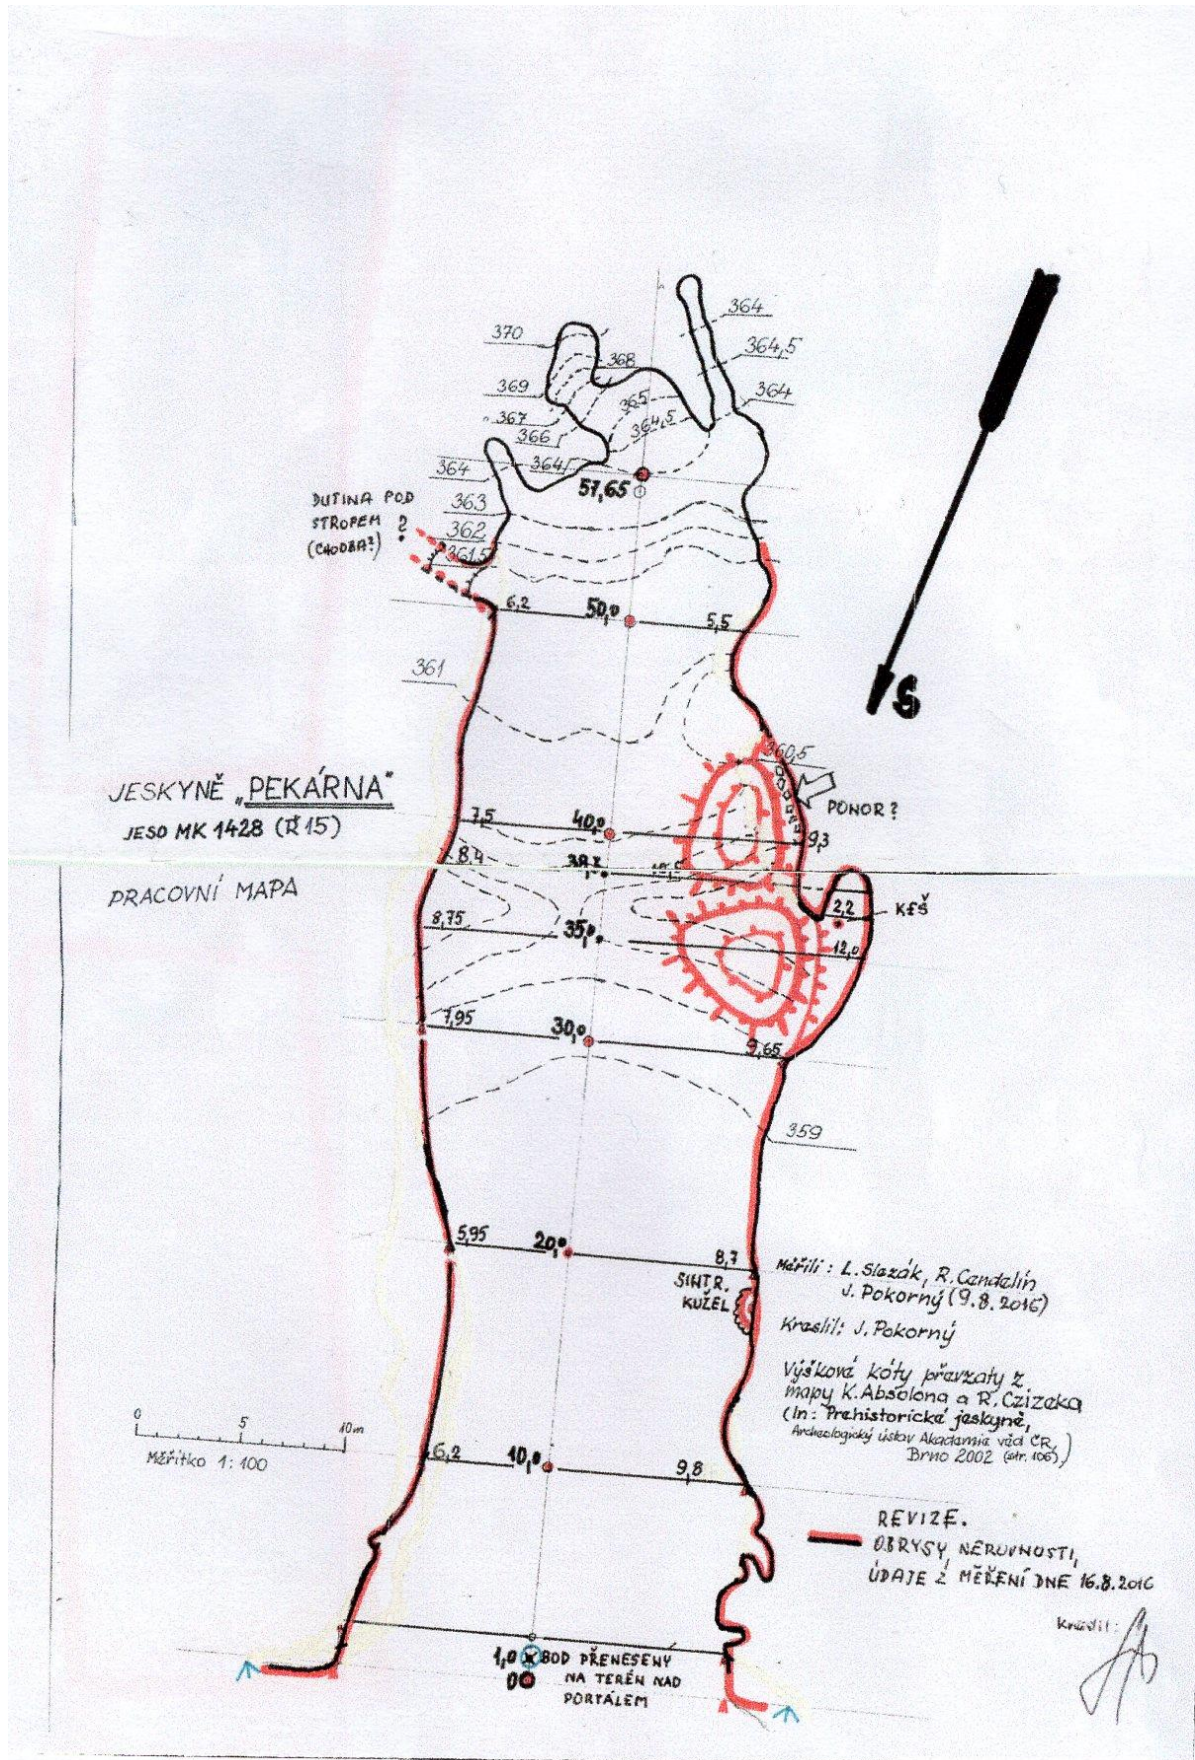 370
364
364,5
368
369
365
364
367
364,5
366
364
364
57,65
DUTINA POD
STROPEM ?
(CHODBA?)
363
362
361,5
6,2
50,0
5,5
361
S
360,5
JESKYNĚ „PEKÁRNA"
JESO MK 1428 (Ř 15)
PONOR?
7,5
40,0
9,3
8,4
PRACOVNÍ MAPA
2,2
KEŠ
8,75
35,0
12,0
7,95
30,0
9,65
359
5,95
20,0
8,7
SINTR.
KUŽEL
Měřili: L. Slezák, R. Cendelín
J. Pokorný (9.8.2016)
Kreslil: J. Pokorný
Výškové kóty převzaty z
mapy K. Absolona a R. Czizeka
(In: Prehistorické jeskyně,
Archeologický ústav Akademie věd ČR,
Brno 2002 (str. 106))
0
5
10m
Měřítko 1:100
6,2
10,0
9,8
REVIZE.
OBRYSY, NEROVNOSTI,
ÚDAJE Z MĚŘENÍ DNE 16.8.2016
Kreslil:
1,0
BOD PŘENESENÝ
0
NA TERÉN NAD
PORTÁLEM